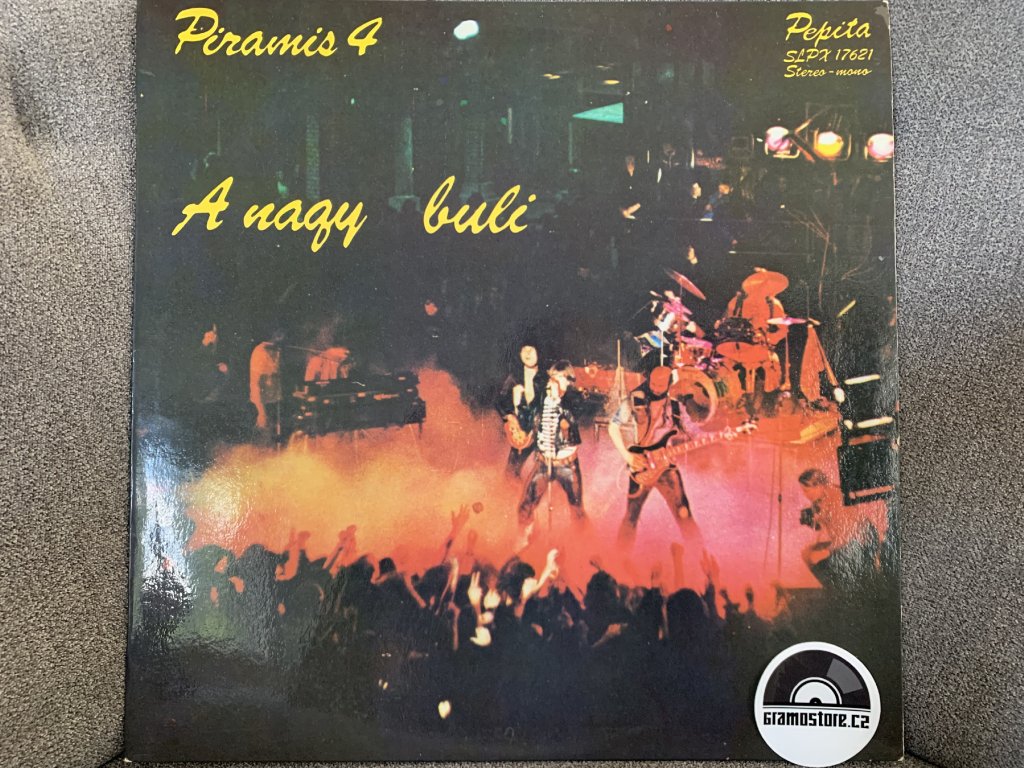 Piramis 4
Pepita
SLPX 17621
Stereo-mono
A nagy buli
GRAMOSTORE.CZ